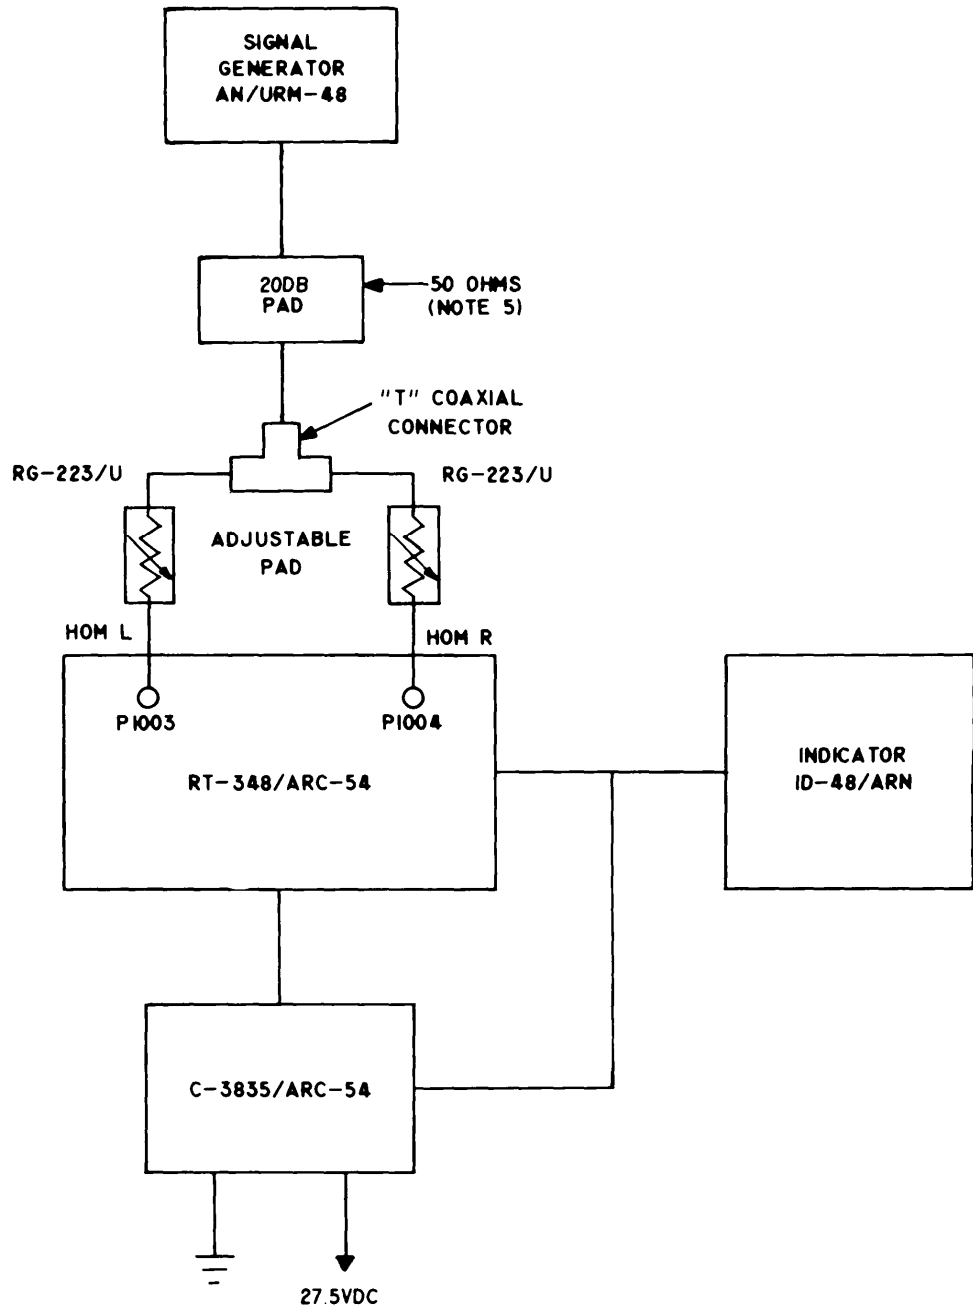 SIGNAL
GENERATOR
AN/URM-48
20DB
PAD
50 OHMS
(NOTE 5)
"T" COAXIAL
CONNECTOR
RG-223/U
RG-223/U
ADJUSTABLE
PAD
HOM L
HOM R
P1003
P1004
RT-348/ARC-54
INDICATOR
ID-48/ARN
C-3835/ARC-54
27.5VDC